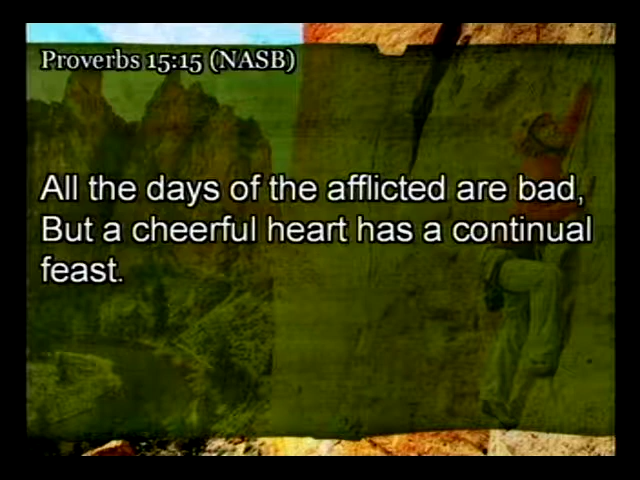 Proverbs 15:15 (NASB)
All the days of the afflicted are bad,
But a cheerful heart has a continual
feast.